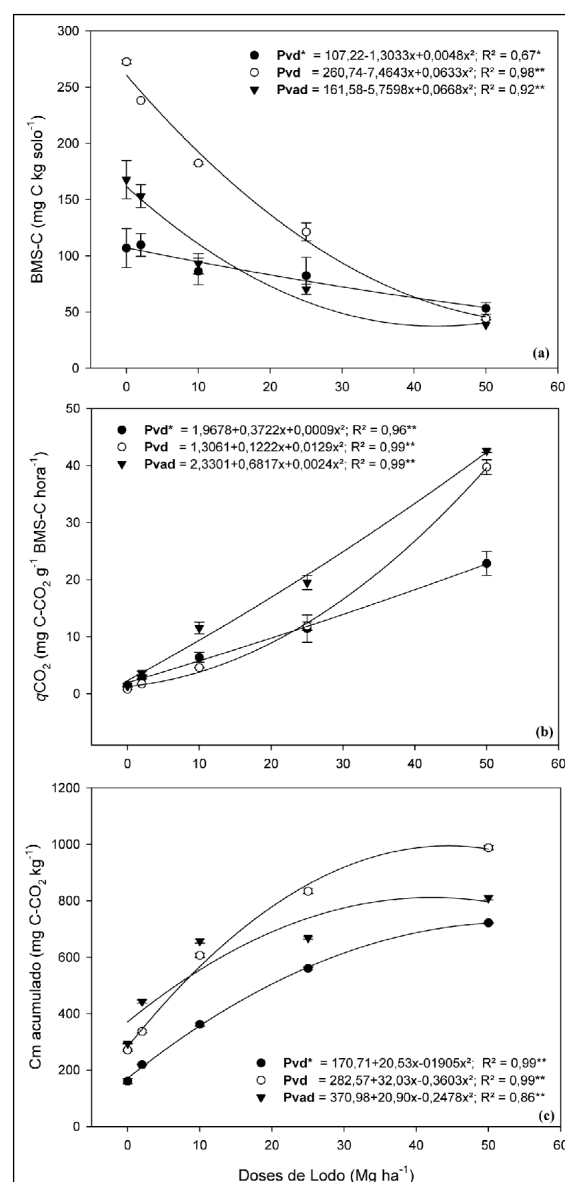 300
250
200
150
100
50
0
BMS-C (mg C kg solo⁻¹)
Pvd* = 107,22-1,3033x+0,0048x²; R² = 0,67*
Pvd = 260,74-7,4643x+0,0633x²; R² = 0,98**
Pvad = 161,58-5,7598x+0,0668x²; R² = 0,92**
(a)
0 10 20 30 40 50 60
50
40
30
20
10
0
qCO₂ (mg C-CO₂ g⁻¹ BMS-C hora⁻¹)
Pvd* = 1,9678+0,3722x+0,0009x²; R² = 0,96**
Pvd = 1,3061+0,1222x+0,0129x²; R² = 0,99**
Pvad = 2,3301+0,6817x+0,0024x²; R² = 0,99**
(b)
0 10 20 30 40 50 60
1200
1000
800
600
400
200
0
Cm acumulado (mg C-CO₂ kg⁻¹)
Pvd* = 170,71+20,53x-01905x²; R² = 0,99**
Pvd = 282,57+32,03x-0,3603x²; R² = 0,99**
Pvad = 370,98+20,90x-0,2478x²; R² = 0,86**
(c)
0 10 20 30 40 50 60
Doses de Lodo (Mg ha⁻¹)